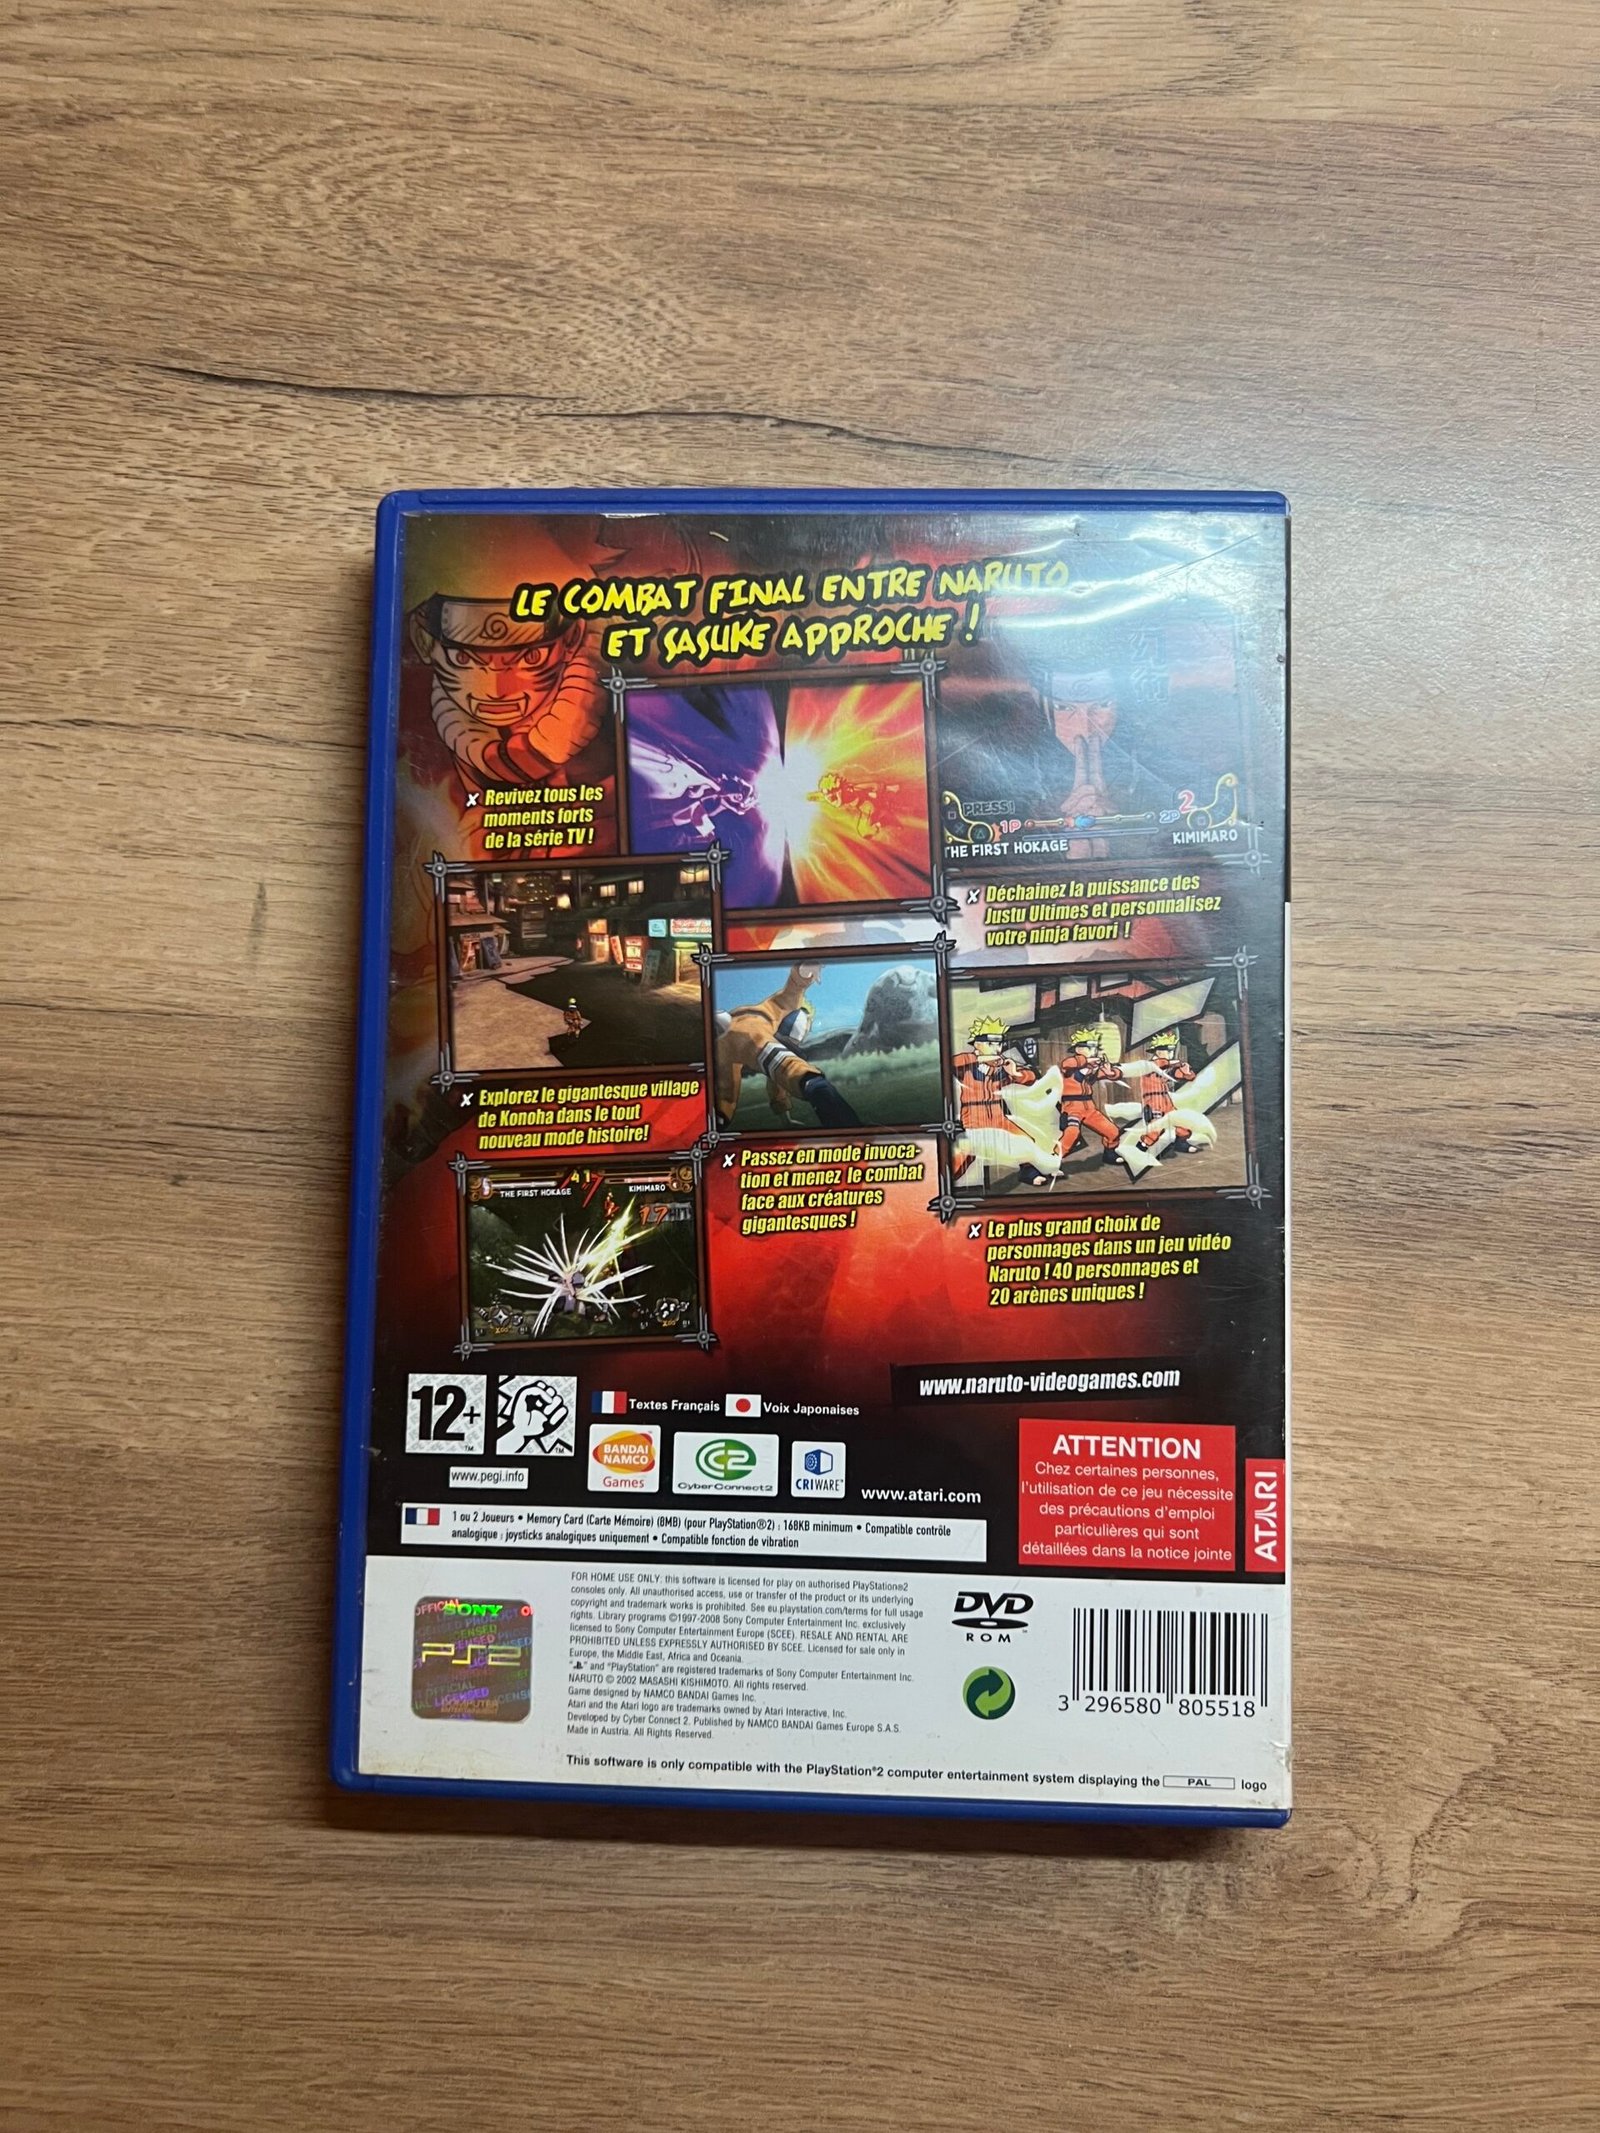 LE COMBAT FINAL ENTRE NARUTO
ET SASUKE APPROCHE !
✘ Revivez tous les
moments forts
de la série TV !
PRESS!
1P
2
2P
THE FIRST HOKAGE
KIMIMARO
✘ Déchainez la puissance des
Justu Ultimes et personnalisez
votre ninja favori !
✘ Explorez le gigantesque village
de Konoha dans le tout
nouveau mode histoire!
✘ Passez en mode invoca-
tion et menez le combat
face aux créatures
gigantesques !
THE FIRST HOKAGE
41
KIMIMARO
17
✘ Le plus grand choix de
personnages dans un jeu vidéo
Naruto ! 40 personnages et
20 arènes uniques !
www.naruto-videogames.com
12+
™
™
www.pegi.info
Textes Français
Voix Japonaises
BANDAI
NAMCO
Games
CyberConnect2
CRIWARE™
www.atari.com
ATTENTION
Chez certaines personnes,
l'utilisation de ce jeu nécessite
des précautions d'emploi
particulières qui sont
détaillées dans la notice jointe
ATARI
1 ou 2 Joueurs • Memory Card (Carte Mémoire) (8MB) (pour PlayStation®2) : 168KB minimum • Compatible contrôle
analogique : joysticks analogiques uniquement • Compatible fonction de vibration
FOR HOME USE ONLY: this software is licensed for play on authorised PlayStation®2
consoles only. All unauthorised access, use or transfer of the product or its underlying
copyright and trademark works is prohibited. See eu.playstation.com/terms for full usage
rights. Library programs ©1997-2008 Sony Computer Entertainment Inc. exclusively
licensed to Sony Computer Entertainment Europe (SCEE). RESALE AND RENTAL ARE
PROHIBITED UNLESS EXPRESSLY AUTHORISED BY SCEE. Licensed for sale only in
Europe, the Middle East, Africa and Oceania.
" " and "PlayStation" are registered trademarks of Sony Computer Entertainment Inc.
NARUTO © 2002 MASASHI KISHIMOTO. All rights reserved.
Game designed by NAMCO BANDAI Games Inc.
Atari and the Atari logo are trademarks owned by Atari Interactive, Inc.
Developed by Cyber Connect 2. Published by NAMCO BANDAI Games Europe S.A.S.
Made in Austria. All Rights Reserved.
SONY
PS2
OFFICIAL
LICENSED
DVD
ROM
3 296580 805518
This software is only compatible with the PlayStation®2 computer entertainment system displaying the PAL logo